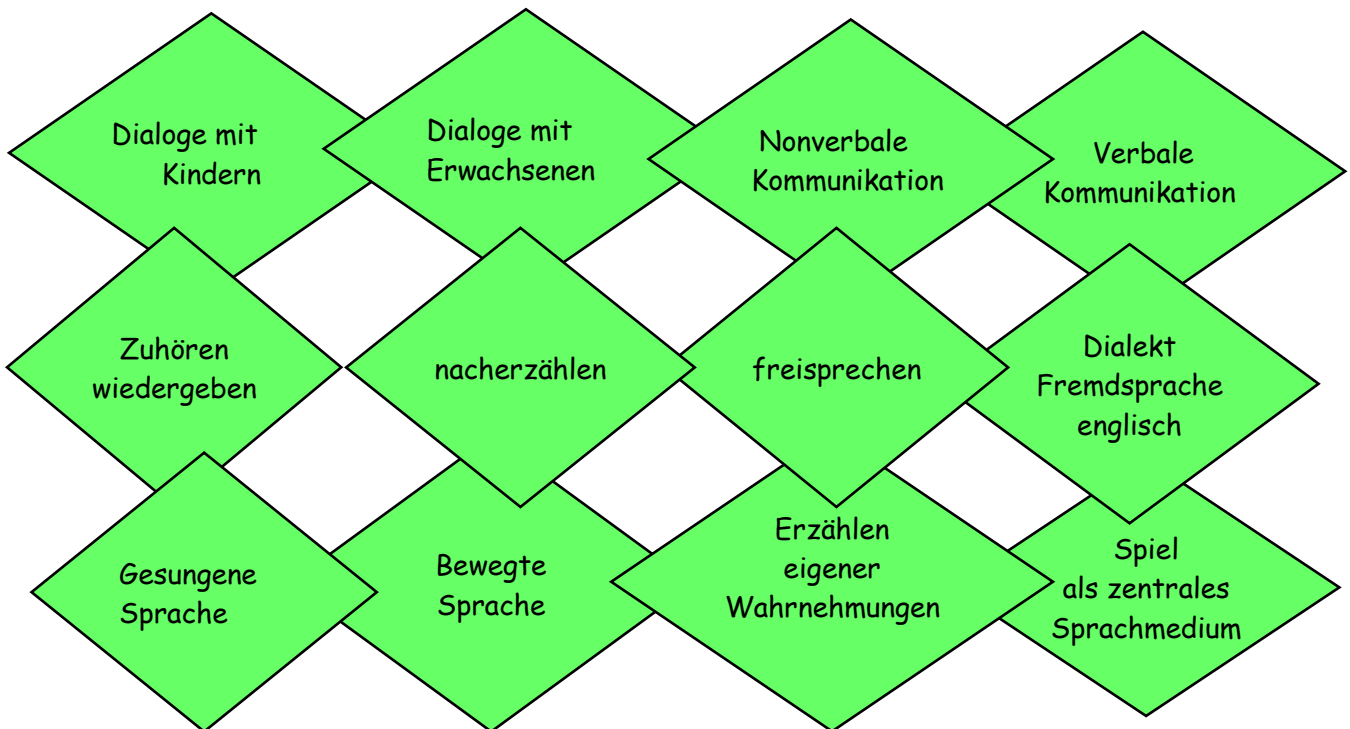 Dialoge mit
Kindern
Dialoge mit
Erwachsenen
Nonverbale
Kommunikation
Verbale
Kommunikation
Zuhören
wiedergeben
nacherzählen
freisprechen
Dialekt
Fremdsprache
englisch
Gesungene
Sprache
Bewegte
Sprache
Erzählen
eigener
Wahrnehmungen
Spiel
als zentrales
Sprachmedium